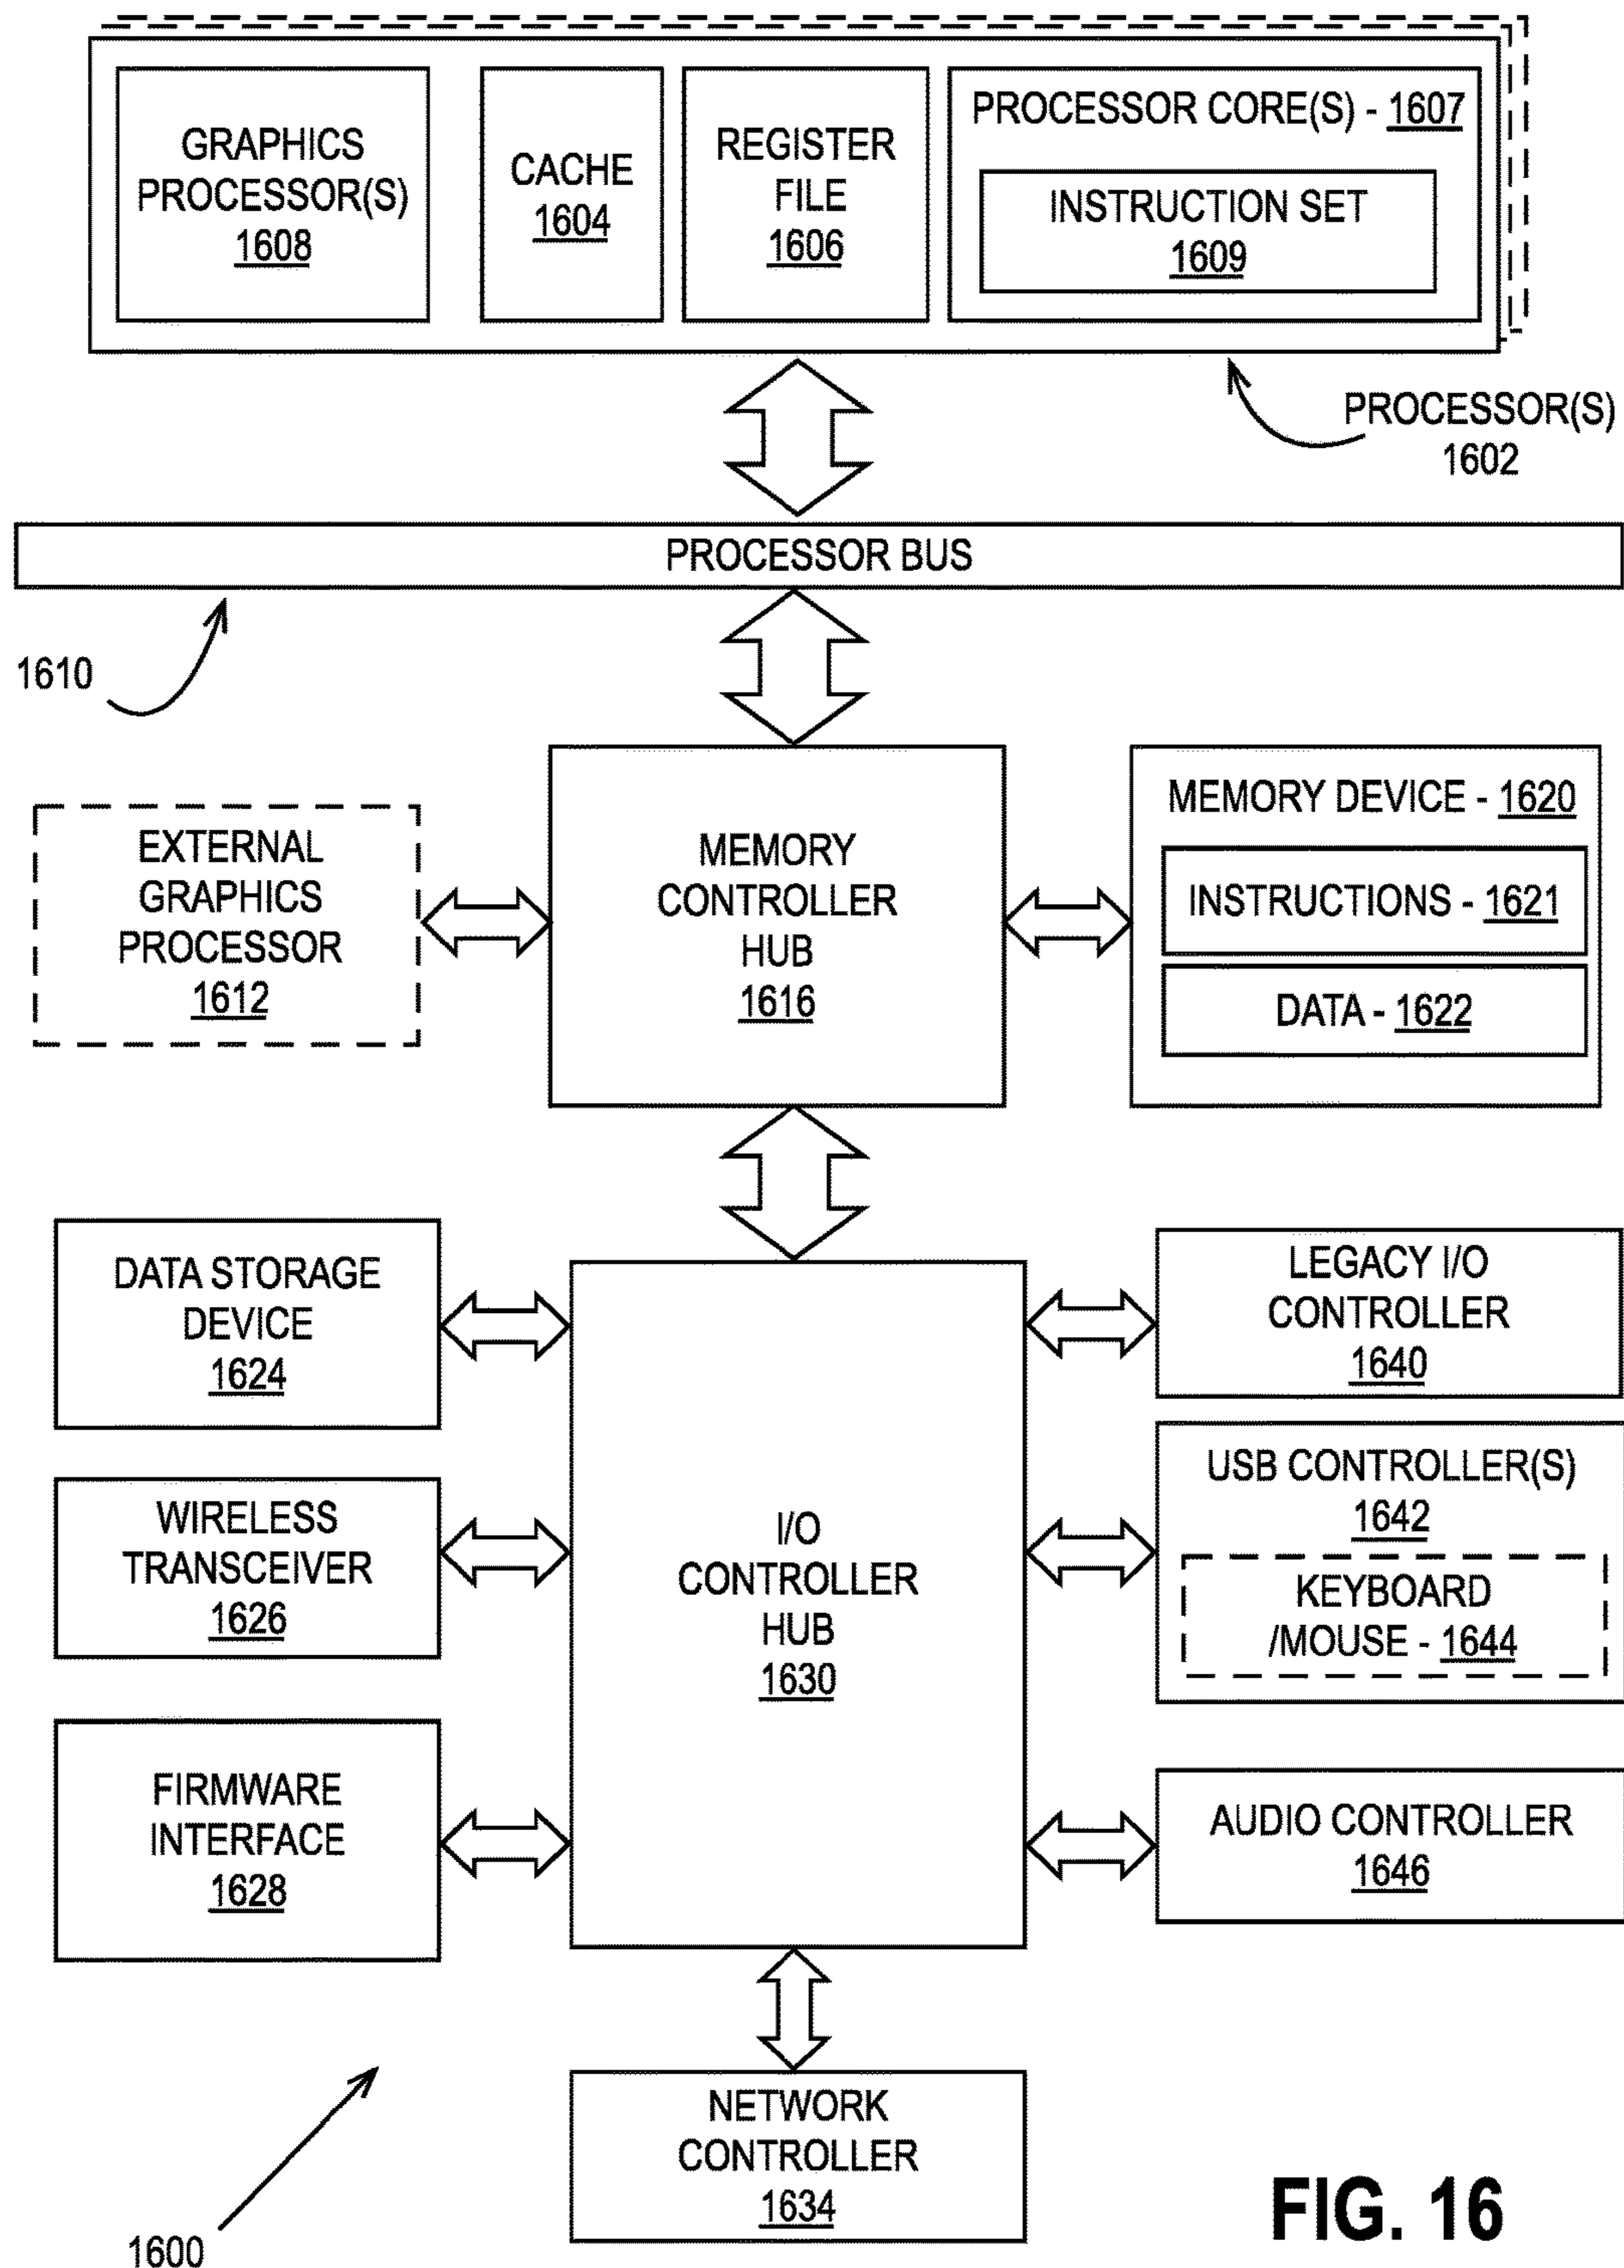 GRAPHICS
PROCESSOR(S)
1608
CACHE
1604
REGISTER
FILE
1606
PROCESSOR CORE(S) - 1607
INSTRUCTION SET
1609
PROCESSOR(S)
1602
PROCESSOR BUS
1610
EXTERNAL
GRAPHICS
PROCESSOR
1612
MEMORY
CONTROLLER
HUB
1616
MEMORY DEVICE - 1620
INSTRUCTIONS - 1621
DATA - 1622
DATA STORAGE
DEVICE
1624
WIRELESS
TRANSCEIVER
1626
FIRMWARE
INTERFACE
1628
I/O
CONTROLLER
HUB
1630
LEGACY I/O
CONTROLLER
1640
USB CONTROLLER(S)
1642
KEYBOARD
/MOUSE - 1644
AUDIO CONTROLLER
1646
NETWORK
CONTROLLER
1634
1600
FIG. 16